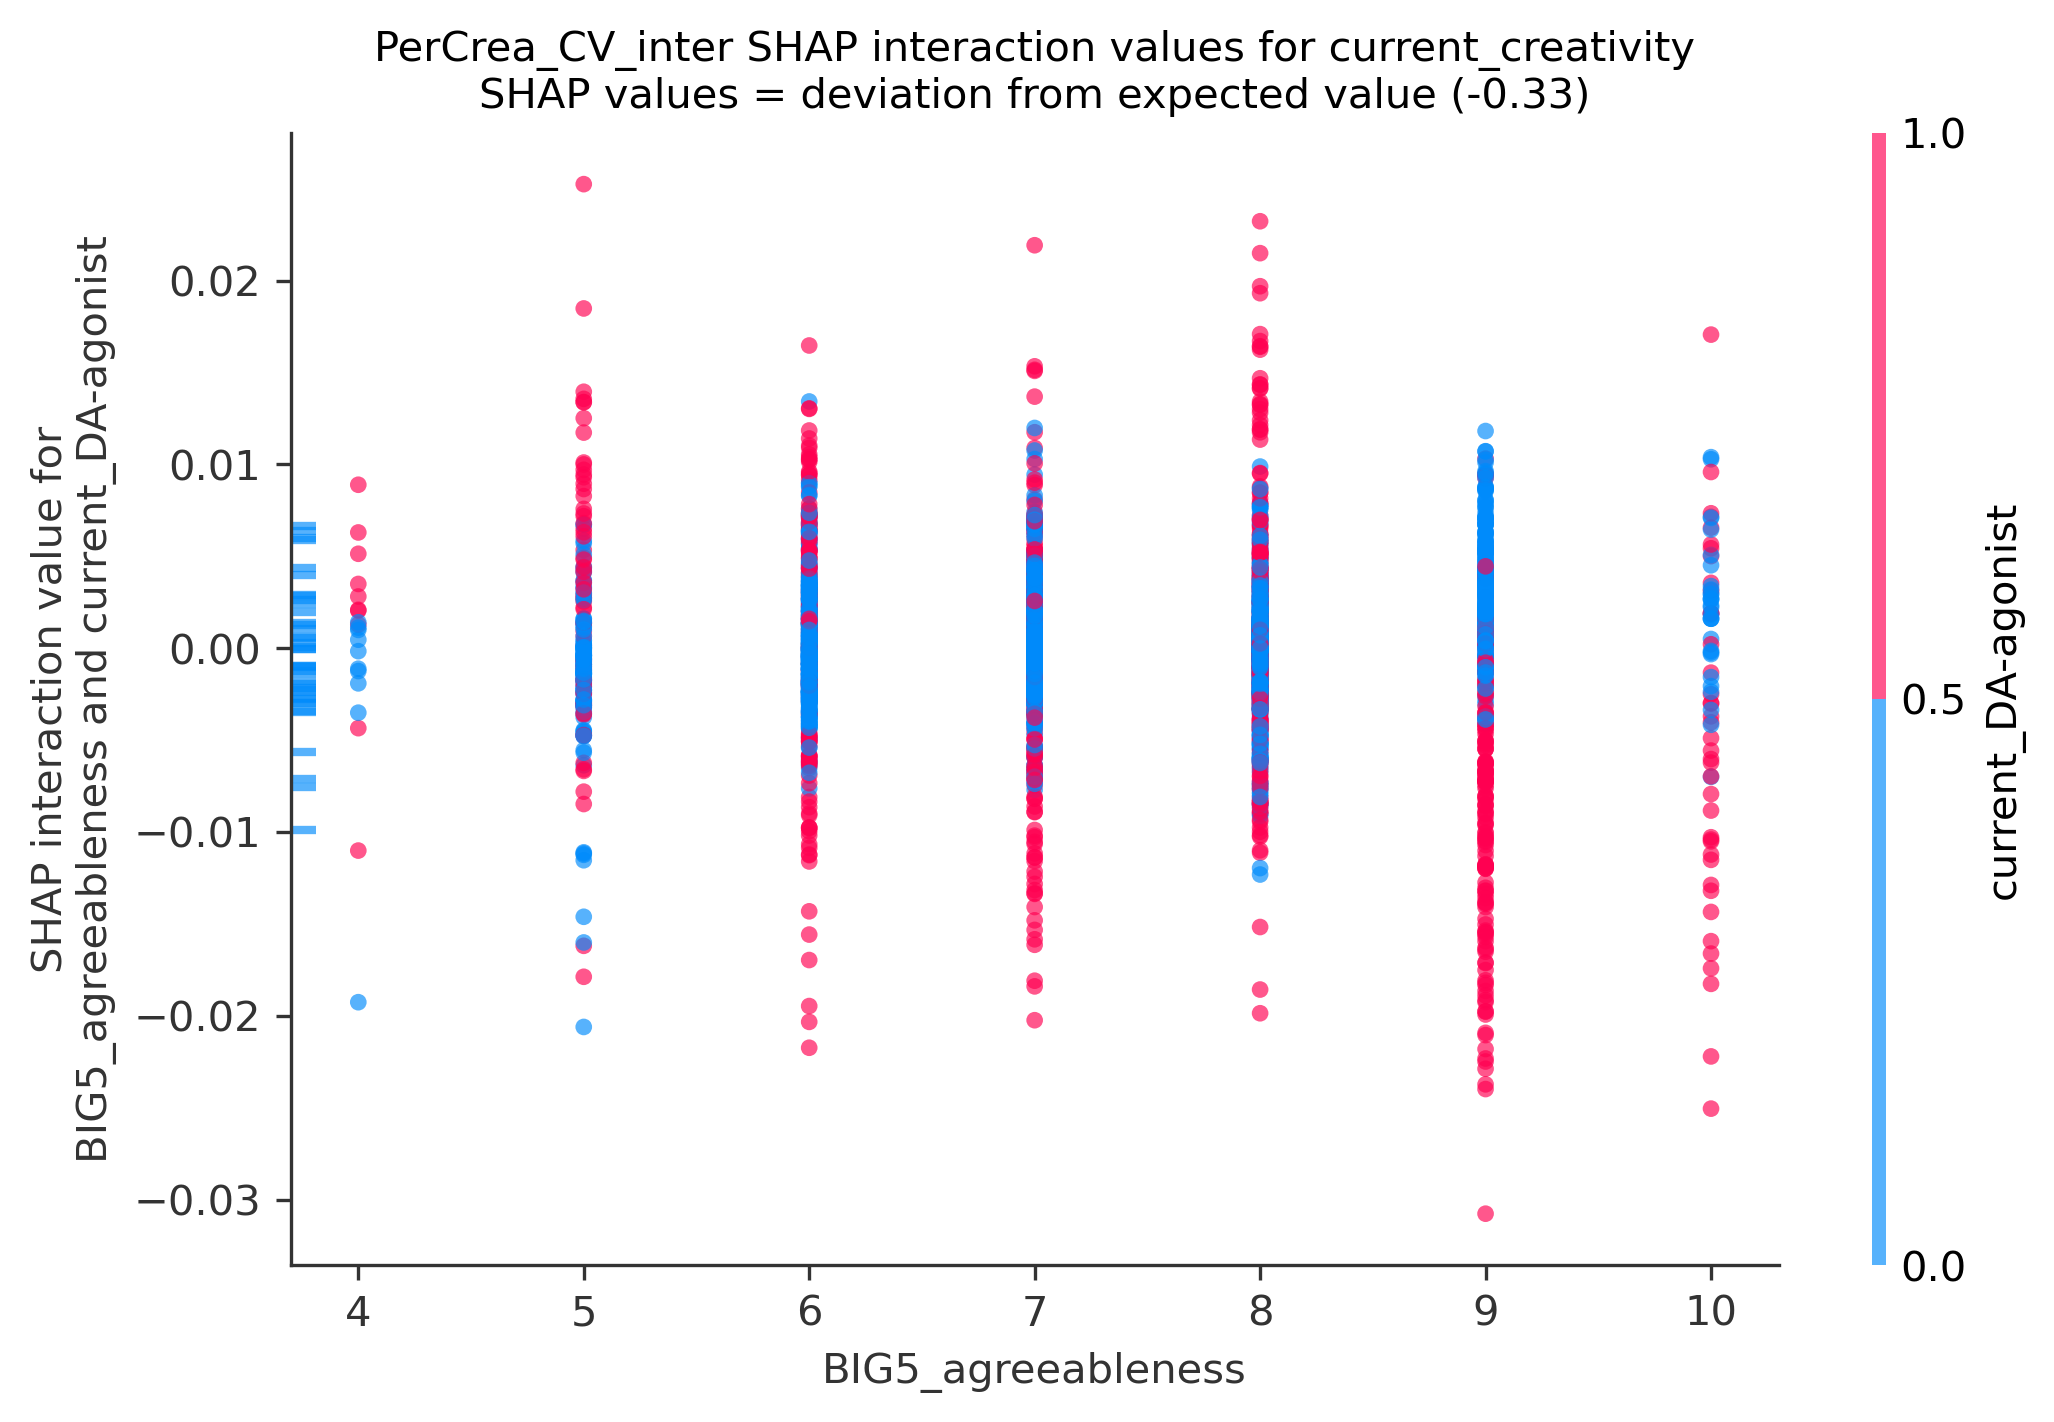 PerCrea_CV_inter SHAP interaction values for current_creativity
SHAP values = deviation from expected value (-0.33)
SHAP interaction value for
BIG5_agreeableness and current_DA-agonist
0.02
0.01
0.00
−0.01
−0.02
−0.03
4
5
6
7
8
9
10
BIG5_agreeableness
1.0
0.5
0.0
current_DA-agonist